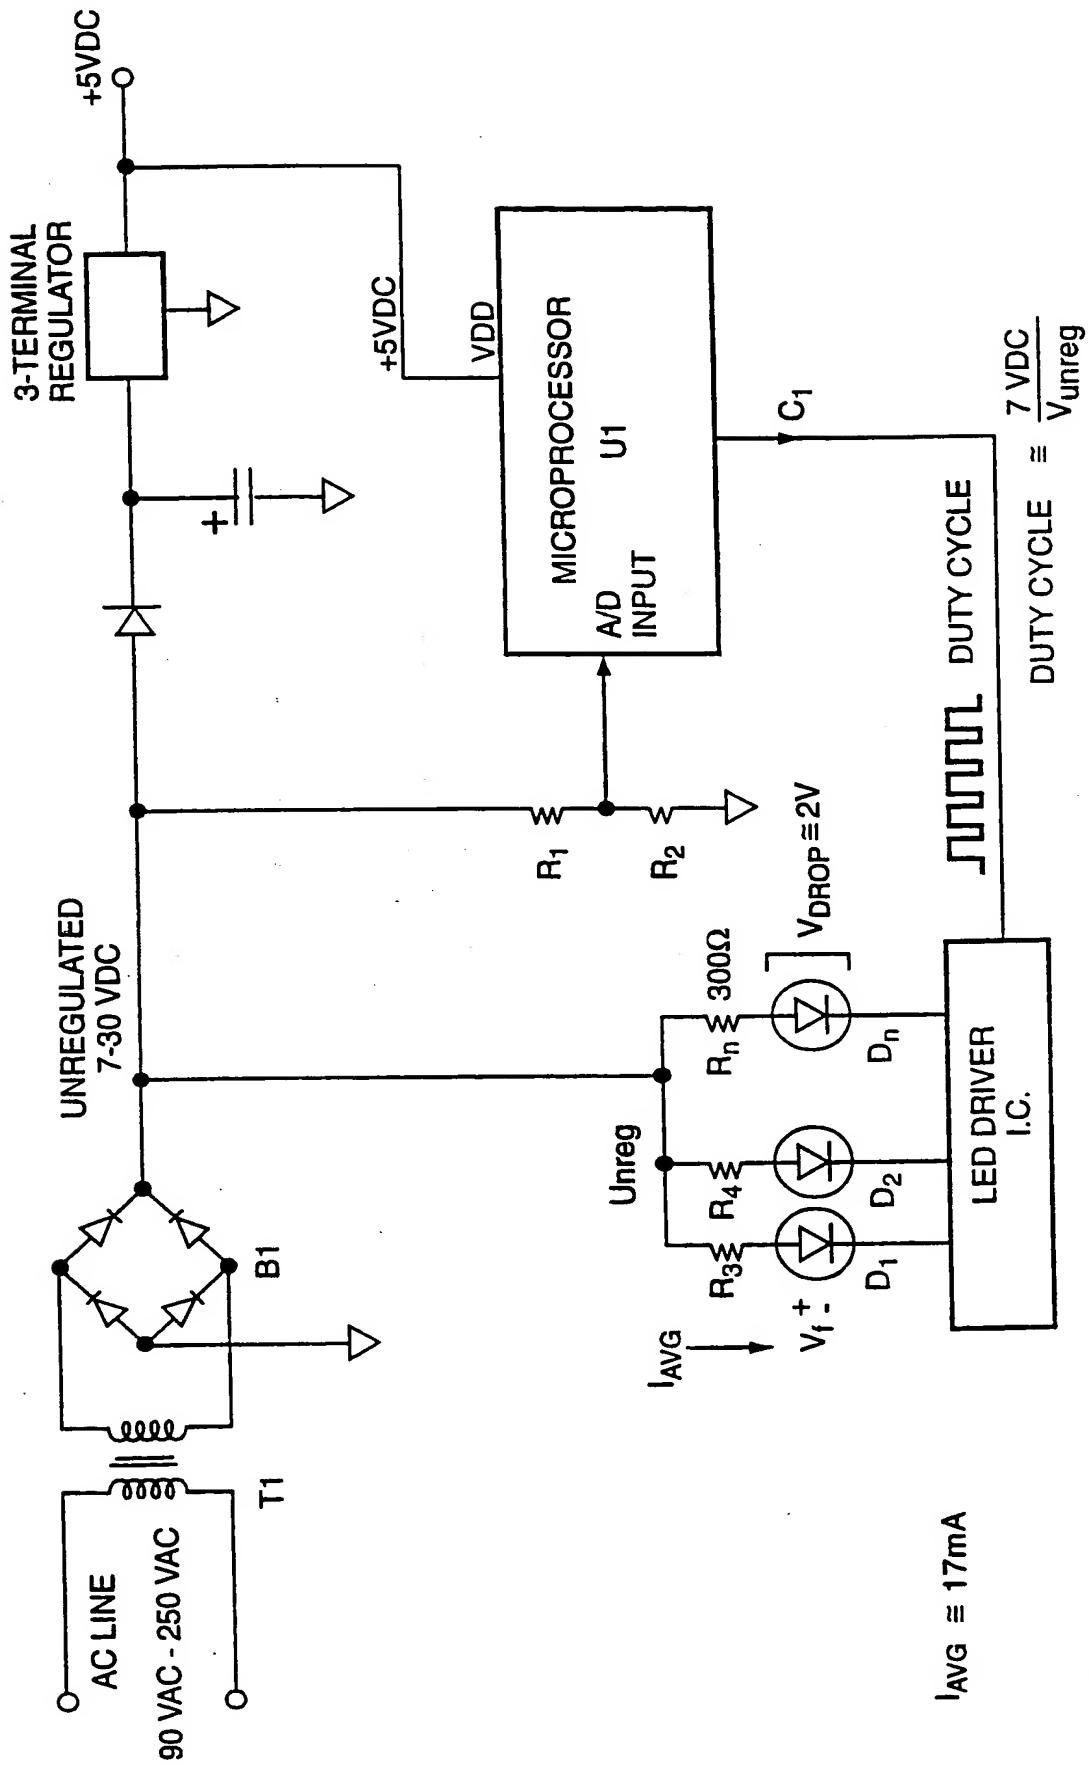 AC LINE
90 VAC - 250 VAC
T1
B1
UNREGULATED
7-30 VDC
3-TERMINAL
REGULATOR
+5VDC
+
+5VDC
VDD
MICROPROCESSOR
U1
A/D
INPUT
R1
R2
C1
Unreg
IAVG
R3
R4
Rn
300Ω
Vf
+
-
D1
D2
Dn
VDROP≅2V
LED DRIVER
I.C.
DUTY CYCLE
DUTY CYCLE ≅ 7 VDC
Vunreg
IAVG ≅ 17mA